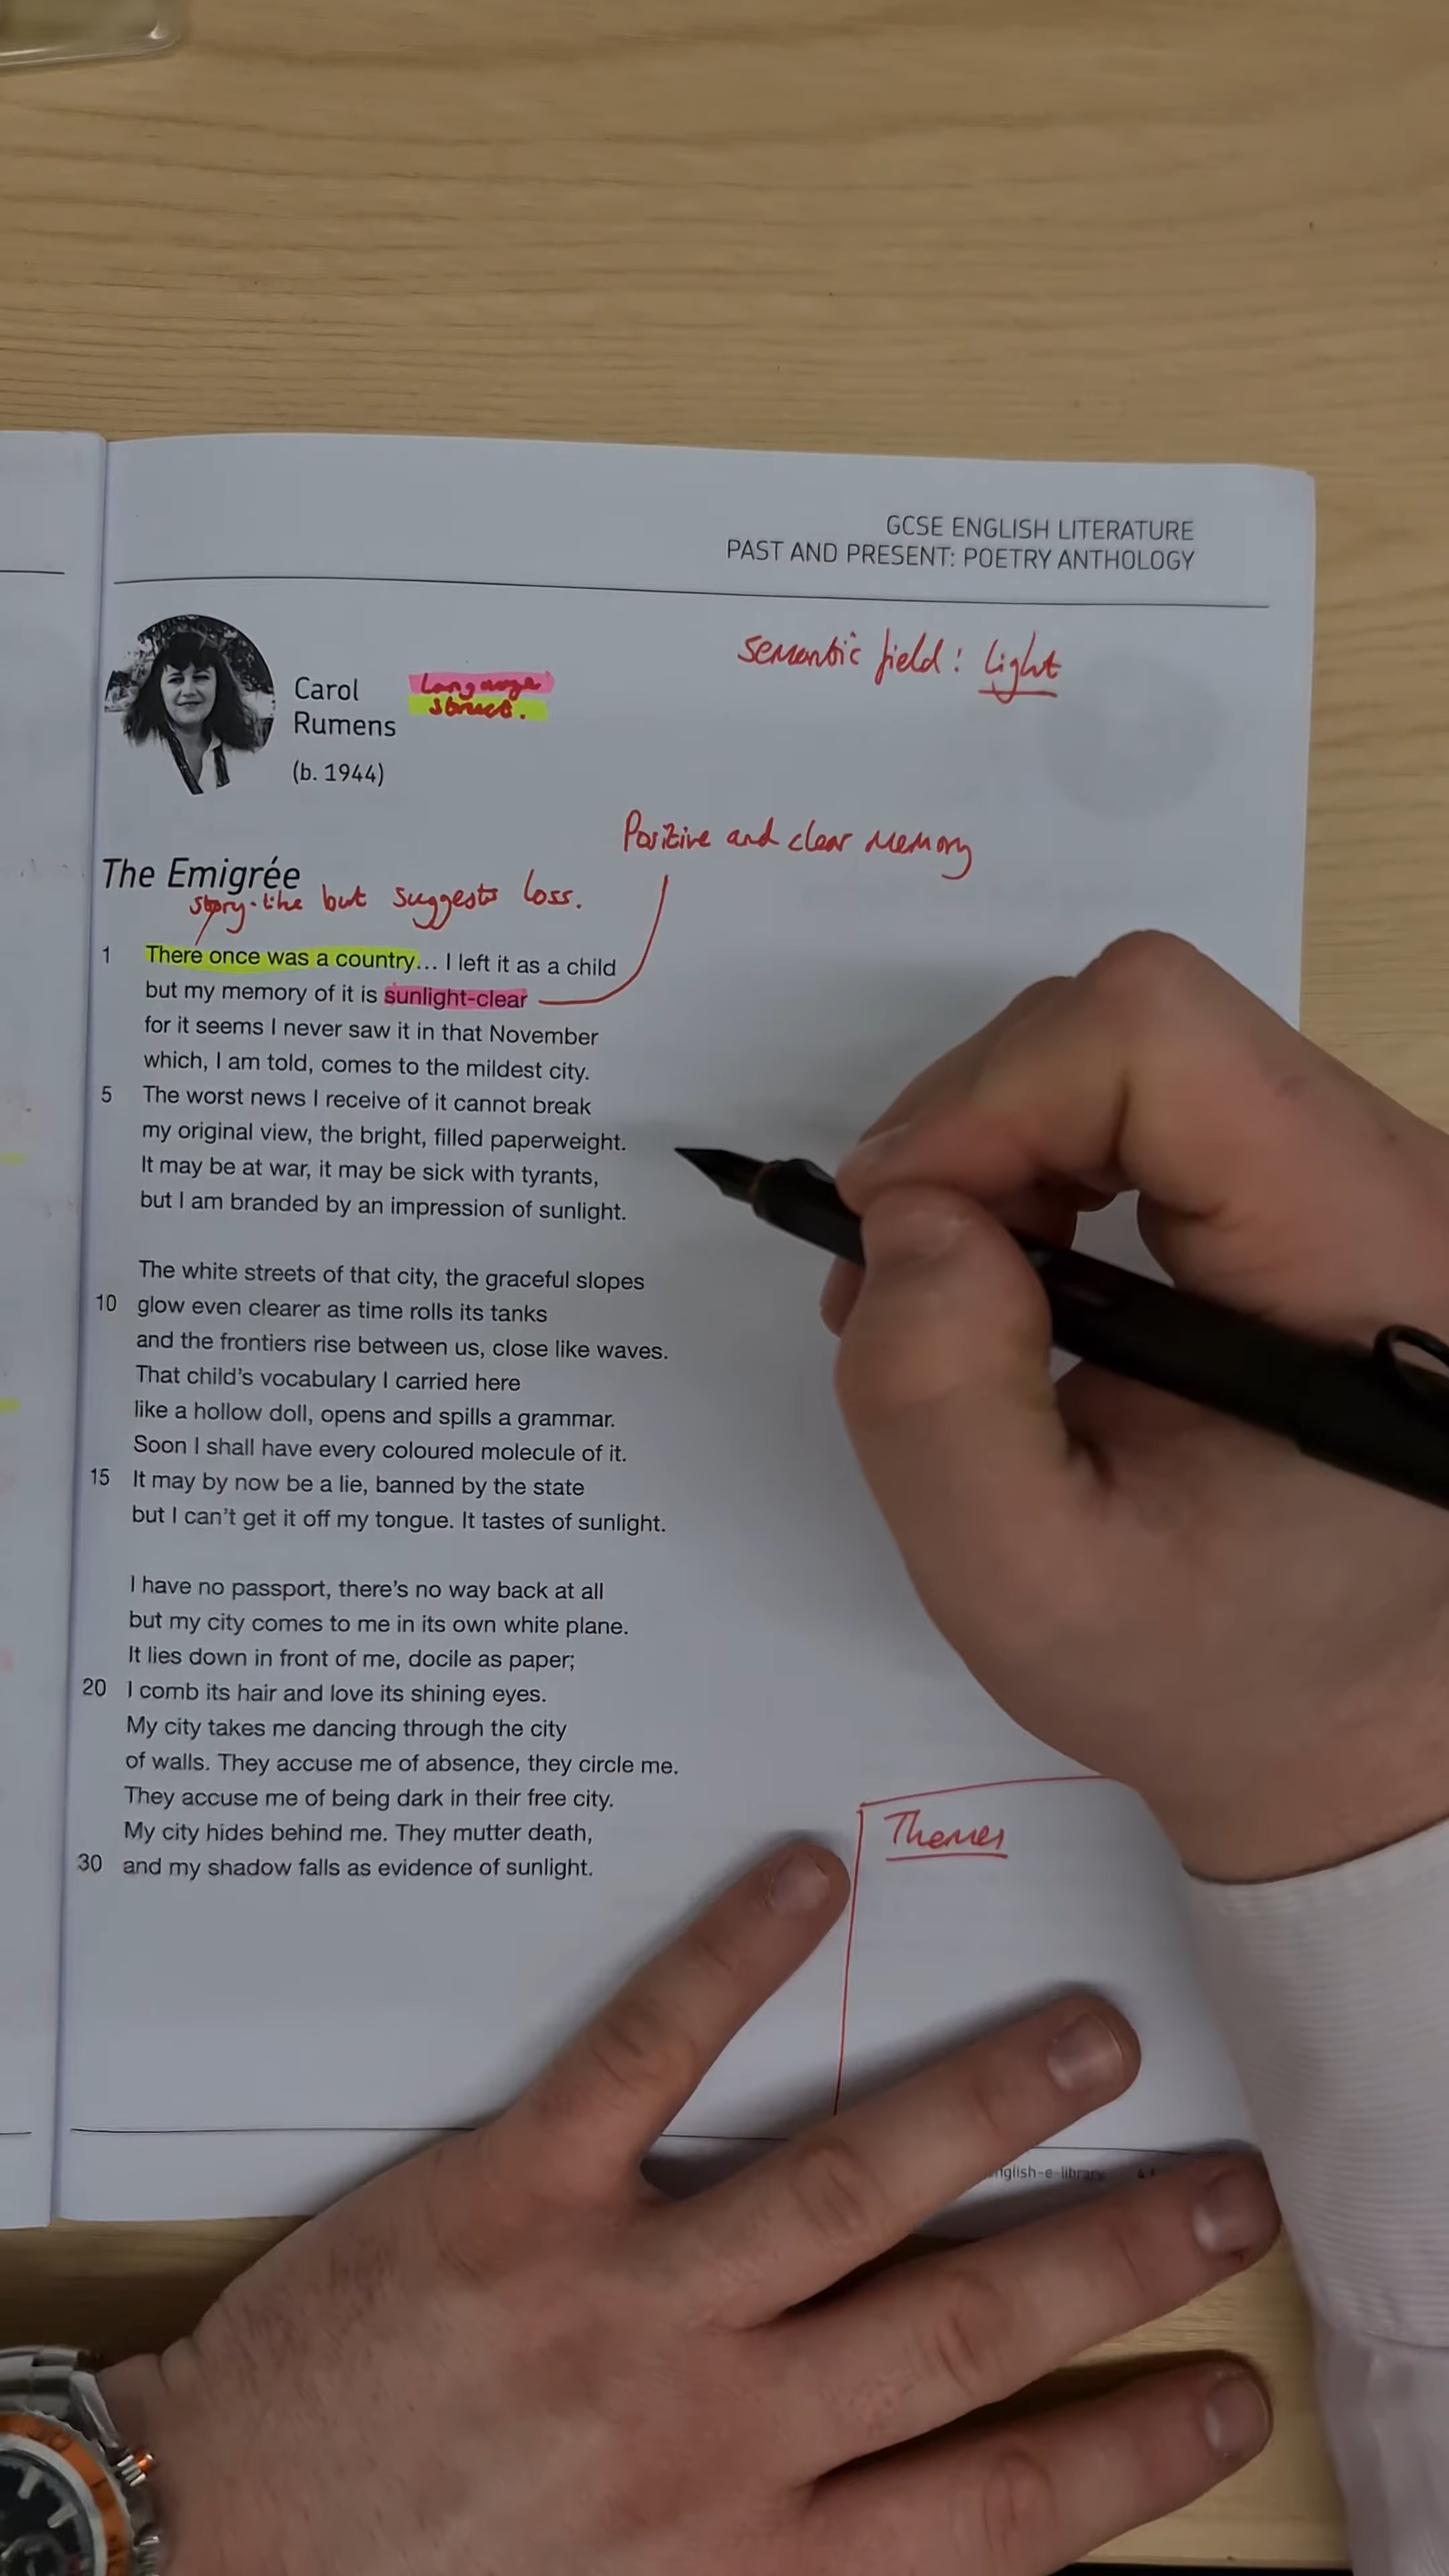 GCSE ENGLISH LITERATURE
PAST AND PRESENT: POETRY ANTHOLOGY
semantic field: light
Carol
Rumens
(b. 1944)
Language
struct.
Positive and clear memory
The Emigrée
story-like but suggests loss.
1 There once was a country... I left it as a child
but my memory of it is sunlight-clear
for it seems I never saw it in that November
which, I am told, comes to the mildest city.
5 The worst news I receive of it cannot break
my original view, the bright, filled paperweight.
It may be at war, it may be sick with tyrants,
but I am branded by an impression of sunlight.
The white streets of that city, the graceful slopes
10 glow even clearer as time rolls its tanks
and the frontiers rise between us, close like waves.
That child's vocabulary I carried here
like a hollow doll, opens and spills a grammar.
Soon I shall have every coloured molecule of it.
15 It may by now be a lie, banned by the state
but I can't get it off my tongue. It tastes of sunlight.
I have no passport, there's no way back at all
but my city comes to me in its own white plane.
It lies down in front of me, docile as paper;
20 I comb its hair and love its shining eyes.
My city takes me dancing through the city
of walls. They accuse me of absence, they circle me.
They accuse me of being dark in their free city.
My city hides behind me. They mutter death,
30 and my shadow falls as evidence of sunlight.
Themes
nglish-e-library